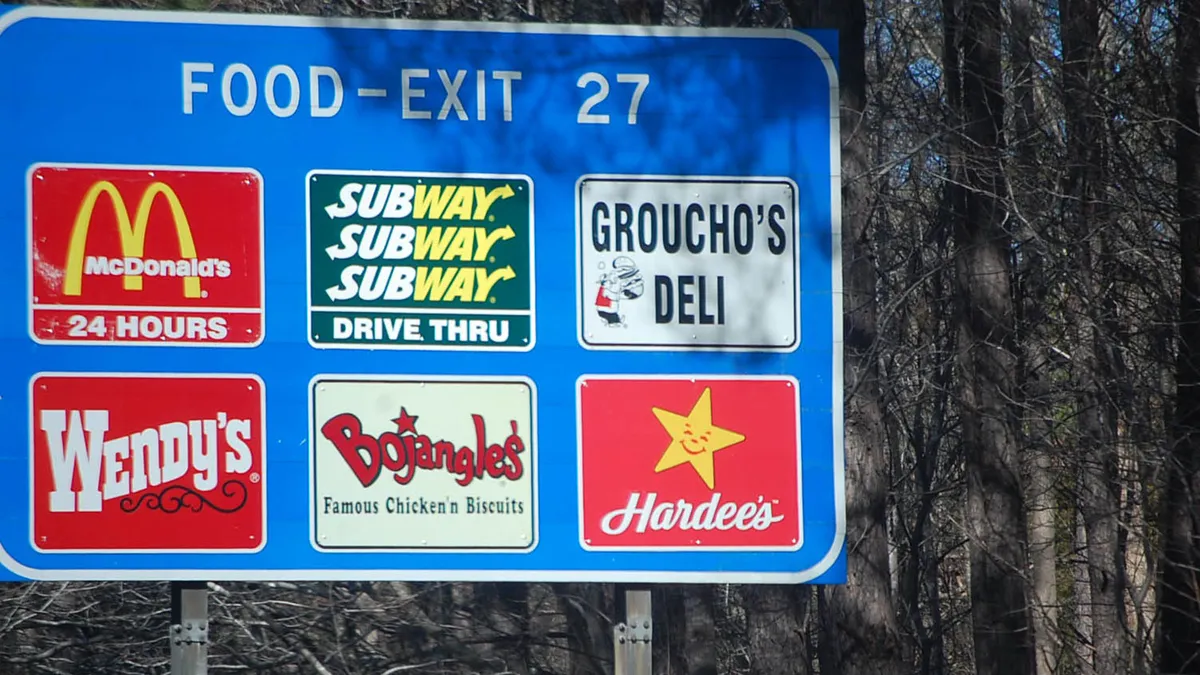 FOOD-EXIT 27
McDonald's
24 HOURS
SUBWAY
SUBWAY
SUBWAY
DRIVE THRU
GROUCHO'S
DELI
WENDY'S
Bojangles'
Famous Chicken 'n Biscuits
Hardee's